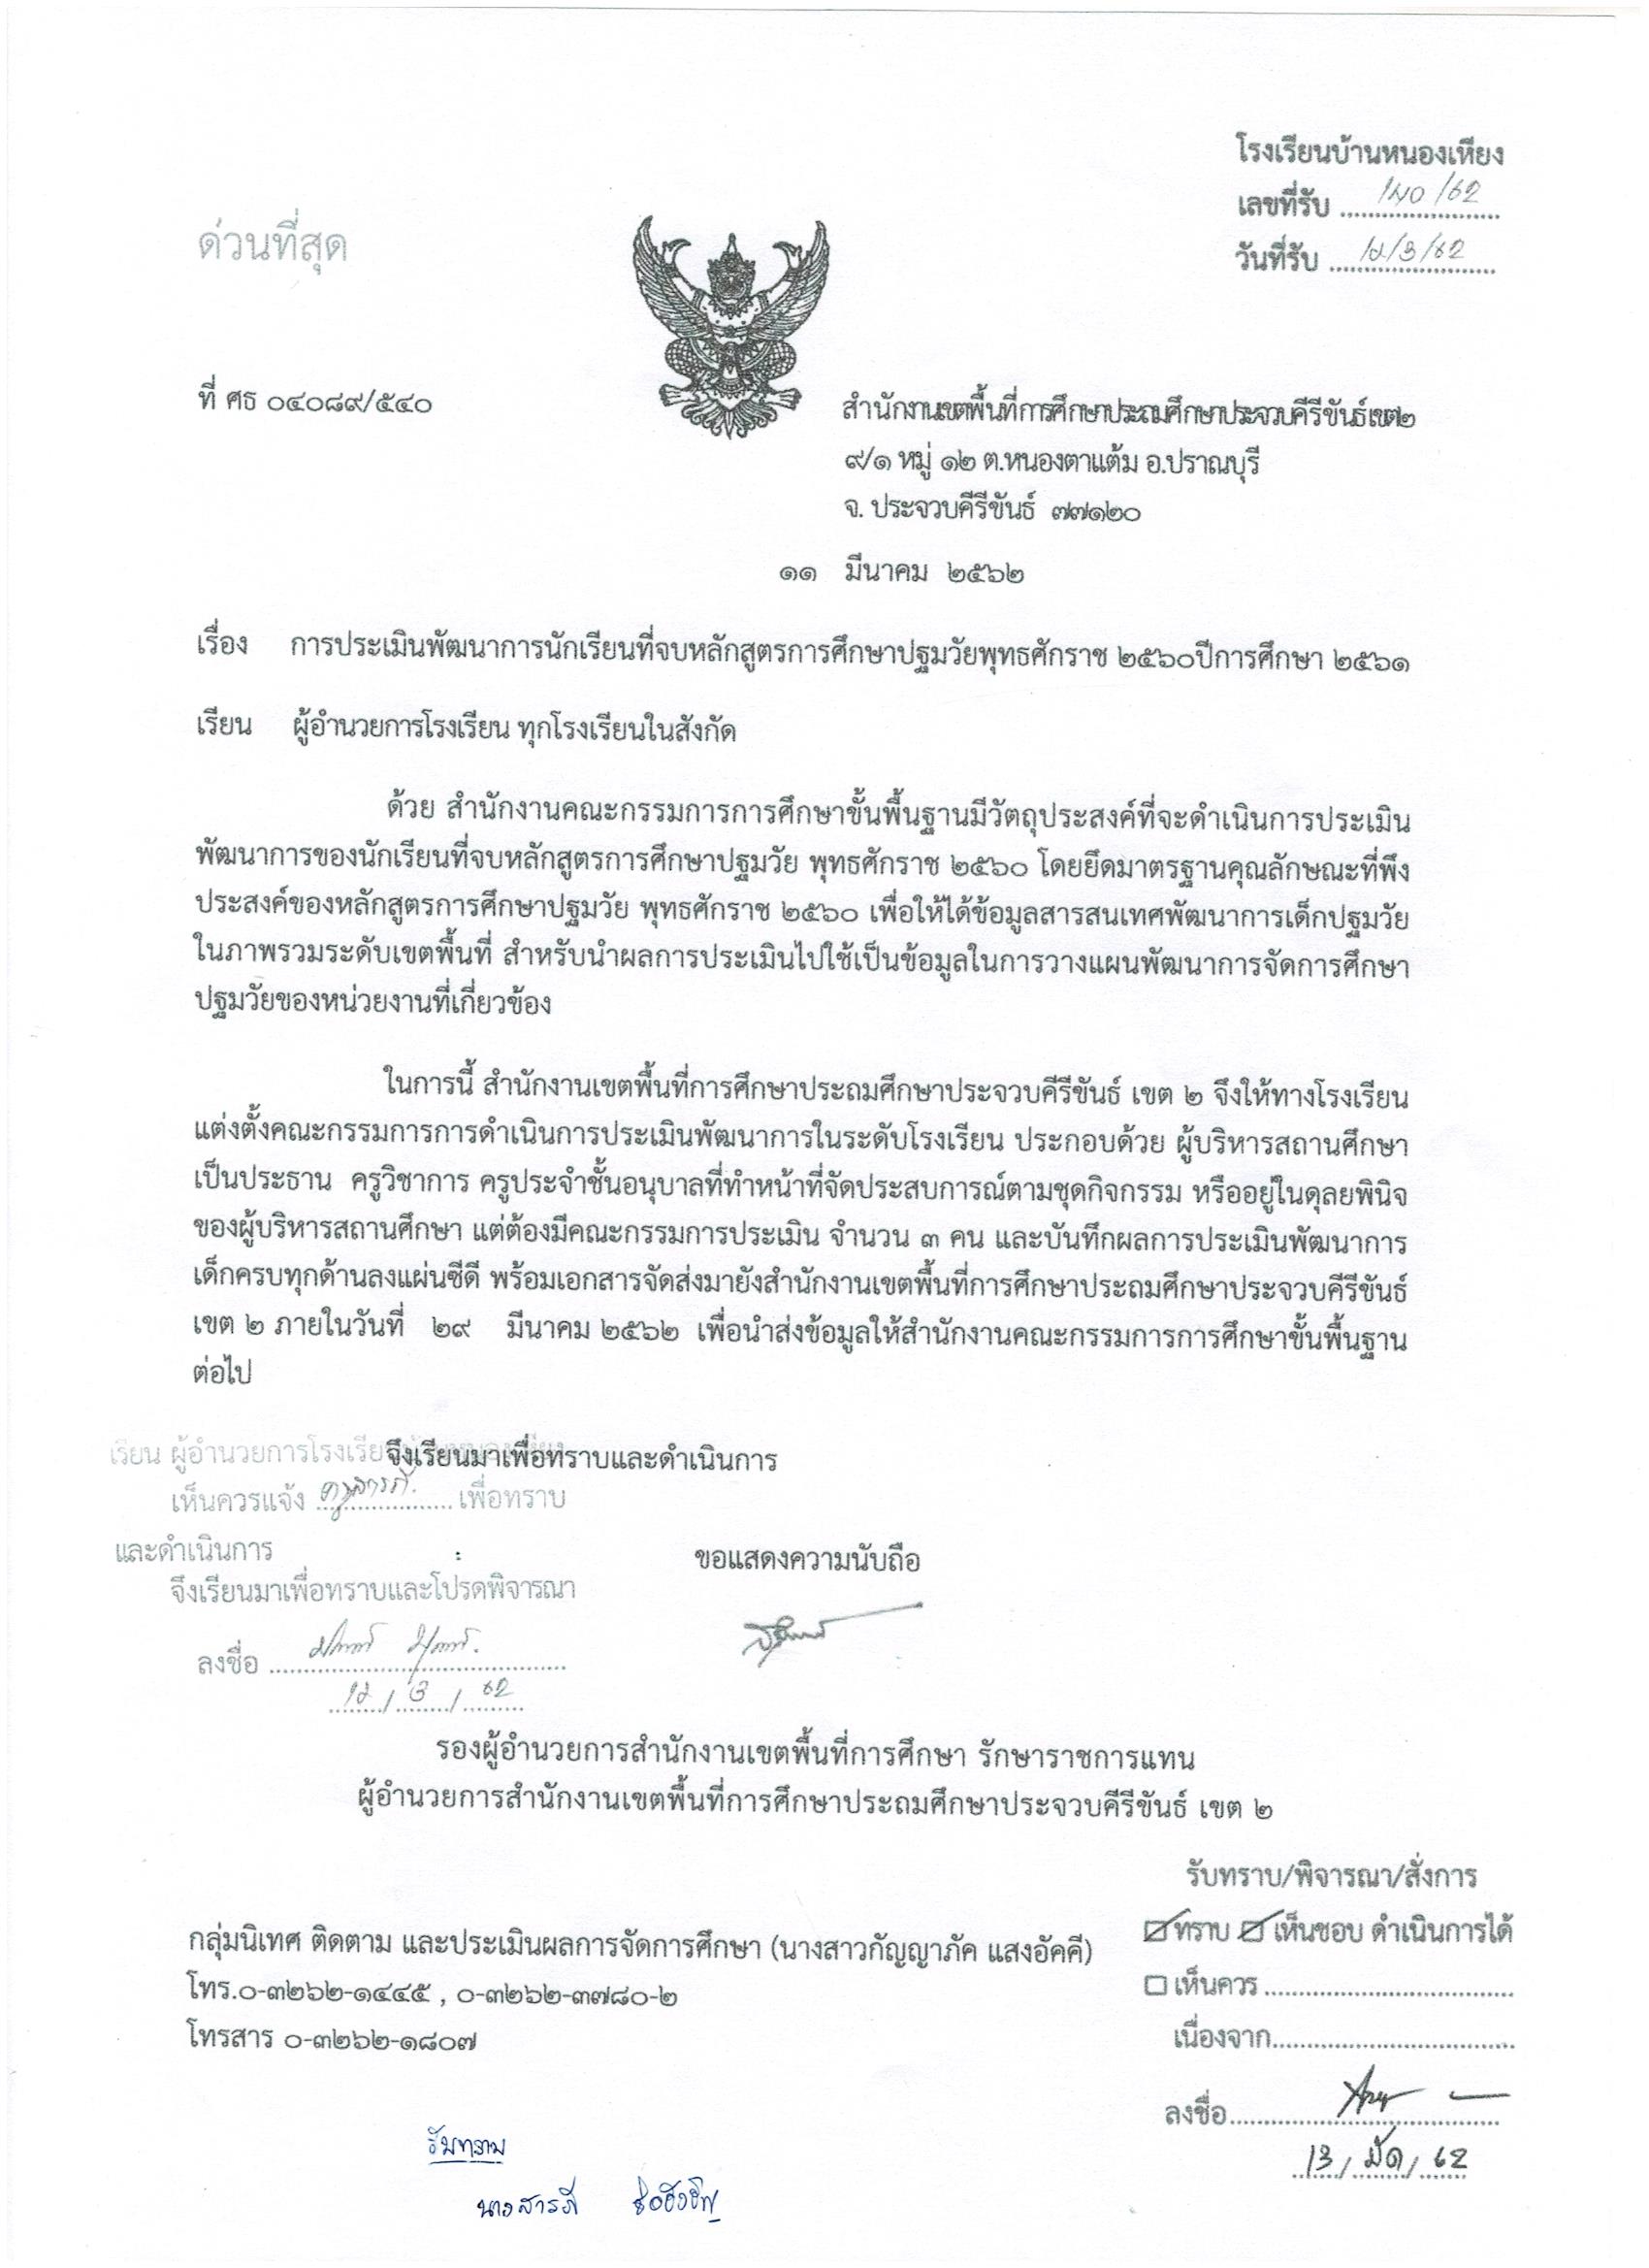 โรงเรียนบ้านหนองเหียง
เลขที่รับ ........................ /62
วันที่รับ ........................ 12/3/62
ด่วนที่สุด
ที่ ศธ ๐๔๐๘๙/๕๔๐
สำนักงานเขตพื้นที่การศึกษาประถมศึกษาประจวบคีรีขันธ์ เขต ๒
๙/๑ หมู่ ๑๒ ต.หนองตาแต้ม อ.ปราณบุรี
จ. ประจวบคีรีขันธ์ ๗๗๑๒๐
๑๑ มีนาคม ๒๕๖๒
เรื่อง การประเมินพัฒนาการนักเรียนที่จบหลักสูตรการศึกษาปฐมวัยพุทธศักราช ๒๕๖๐ปีการศึกษา ๒๕๖๑
เรียน ผู้อำนวยการโรงเรียน ทุกโรงเรียนในสังกัด
ด้วย สำนักงานคณะกรรมการการศึกษาขั้นพื้นฐานมีวัตถุประสงค์ที่จะดำเนินการประเมิน
พัฒนาการของนักเรียนที่จบหลักสูตรการศึกษาปฐมวัย พุทธศักราช ๒๕๖๐ โดยยึดมาตรฐานคุณลักษณะที่พึง
ประสงค์ของหลักสูตรการศึกษาปฐมวัย พุทธศักราช ๒๕๖๐ เพื่อให้ได้ข้อมูลสารสนเทศพัฒนาการเด็กปฐมวัย
ในภาพรวมระดับเขตพื้นที่ สำหรับนำผลการประเมินไปใช้เป็นข้อมูลในการวางแผนพัฒนาการจัดการศึกษา
ปฐมวัยของหน่วยงานที่เกี่ยวข้อง
ในการนี้ สำนักงานเขตพื้นที่การศึกษาประถมศึกษาประจวบคีรีขันธ์ เขต ๒ จึงให้ทางโรงเรียน
แต่งตั้งคณะกรรมการการดำเนินการประเมินพัฒนาการในระดับโรงเรียน ประกอบด้วย ผู้บริหารสถานศึกษา
เป็นประธาน ครูวิชาการ ครูประจำชั้นอนุบาลที่ทำหน้าที่จัดประสบการณ์ตามชุดกิจกรรม หรืออยู่ในดุลยพินิจ
ของผู้บริหารสถานศึกษา แต่ต้องมีคณะกรรมการประเมิน จำนวน ๓ คน และบันทึกผลการประเมินพัฒนาการ
เด็กครบทุกด้านลงแผ่นซีดี พร้อมเอกสารจัดส่งมายังสำนักงานเขตพื้นที่การศึกษาประถมศึกษาประจวบคีรีขันธ์
เขต ๒ ภายในวันที่ ๒๙ มีนาคม ๒๕๖๒ เพื่อนำส่งข้อมูลให้สำนักงานคณะกรรมการการศึกษาขั้นพื้นฐาน
ต่อไป
จึงเรียนมาเพื่อทราบและดำเนินการ
เรียน ผู้อำนวยการโรงเรียน
เห็นควรแจ้ง ครูสารภี เพื่อทราบ
และดำเนินการ
จึงเรียนมาเพื่อทราบและโปรดพิจารณา
ลงชื่อ ........................
12 / 3 / 62
ขอแสดงความนับถือ
รองผู้อำนวยการสำนักงานเขตพื้นที่การศึกษา รักษาราชการแทน
ผู้อำนวยการสำนักงานเขตพื้นที่การศึกษาประถมศึกษาประจวบคีรีขันธ์ เขต ๒
กลุ่มนิเทศ ติดตาม และประเมินผลการจัดการศึกษา (นางสาวกัญญาภัค แสงอัคคี)
โทร.๐-๓๒๖๒-๑๔๔๕ , ๐-๓๒๖๒-๓๗๘๐-๒
โทรสาร ๐-๓๒๖๒-๑๘๐๗
รับทราบ/พิจารณา/สั่งการ
☑ ทราบ ☑ เห็นชอบ ดำเนินการได้
☐ เห็นควร ........................
เนื่องจาก........................
ลงชื่อ........................
13 / มีค / 62
รับทราบ
นางสารภี